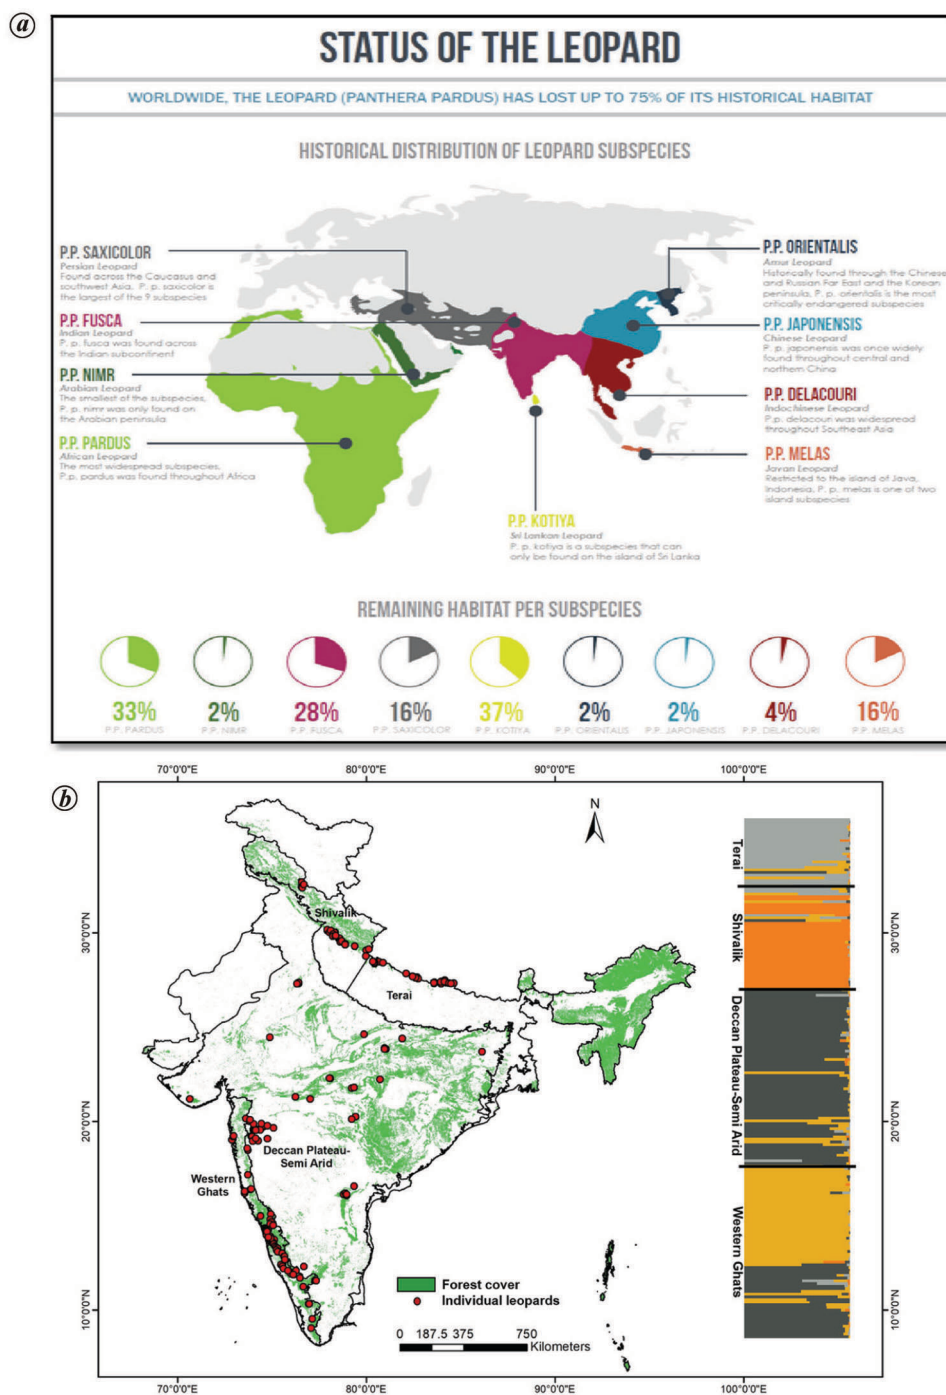 a
STATUS OF THE LEOPARD
WORLDWIDE, THE LEOPARD (PANTHERA PARDUS) HAS LOST UP TO 75% OF ITS HISTORICAL HABITAT
HISTORICAL DISTRIBUTION OF LEOPARD SUBSPECIES
P.P. SAXICOLOR
Persian Leopard
Found across the Caucasus and
southwest Asia, P. p. saxicolor is
the largest of the 9 subspecies
P.P. FUSCA
Indian Leopard
P. p. fusca was found across
the Indian subcontinent
P.P. NIMR
Arabian Leopard
The smallest of the subspecies,
P. p. nimr was only found on
the Arabian peninsula
P.P. PARDUS
African Leopard
The most widespread subspecies,
P.p. pardus was found throughout Africa
P.P. ORIENTALIS
Amur Leopard
Historically found through the Chinese
and Russian Far East and the Korean
peninsula, P. p. orientalis is the most
critically endangered subspecies
P.P. JAPONENSIS
Chinese Leopard
P. p. japonensis was once widely
found throughout central and
northern China
P.P. DELACOURI
Indochinese Leopard
P.p. delacouri was widespread
throughout Southeast Asia
P.P. MELAS
Javan Leopard
Restricted to the island of Java,
Indonesia, P. p. melas is one of two
island subspecies
P.P. KOTIYA
Sri Lankan Leopard
P. p. kotiya is a subspecies that can
only be found on the island of Sri Lanka
REMAINING HABITAT PER SUBSPECIES
33% 2% 28% 16% 37% 2% 2% 4% 16%
P.P. PARDUS P.P. NIMR P.P. FUSCA P.P. SAXICOLOR P.P. KOTIYA P.P. ORIENTALIS P.P. JAPONENSIS P.P. DELACOURI P.P. MELAS
b
70°0'0"E 80°0'0"E 90°0'0"E 100°0'0"E
N
30°0'0"N
20°0'0"N
10°0'0"N
Shivalik
Terai
Deccan Plateau-
Semi Arid
Western
Ghats
Forest cover
Individual leopards
0 187.5 375 750
Kilometers
Terai
Shivalik
Deccan Plateau-Semi Arid
Western Ghats
30°0'0"N
20°0'0"N
10°0'0"N
70°0'0"E 80°0'0"E 90°0'0"E 100°0'0"E